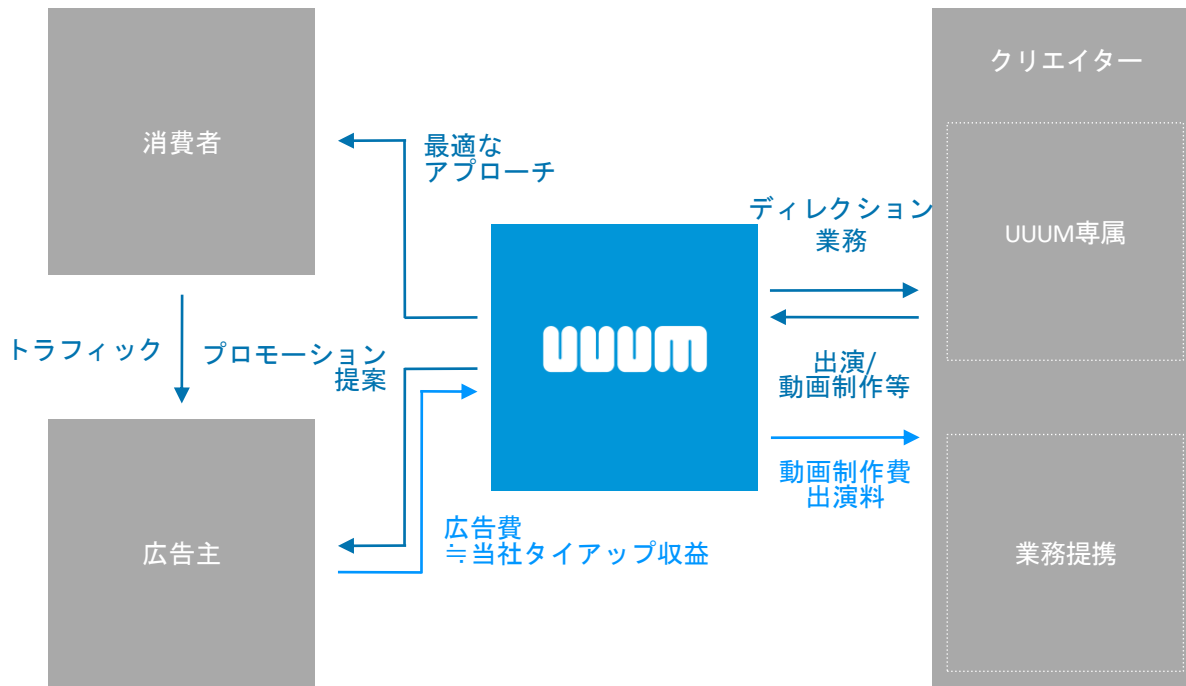 クリエイター
消費者
最適な
アプローチ
ディレクション
業務
UUUM専属
UUUM
トラフィック
プロモーション
提案
出演/
動画制作等
動画制作費
出演料
広告費
≒当社タイアップ収益
広告主
業務提携